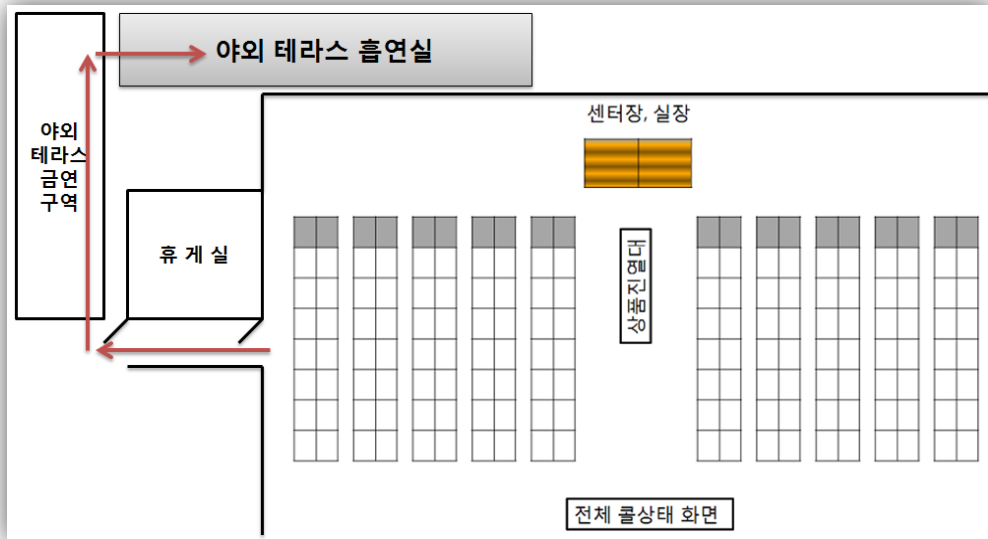 야외 테라스 흡연실
센터장, 실장
야외
테라스
금연
구역
휴 게 실
상품진열대
전체 콜상태 화면